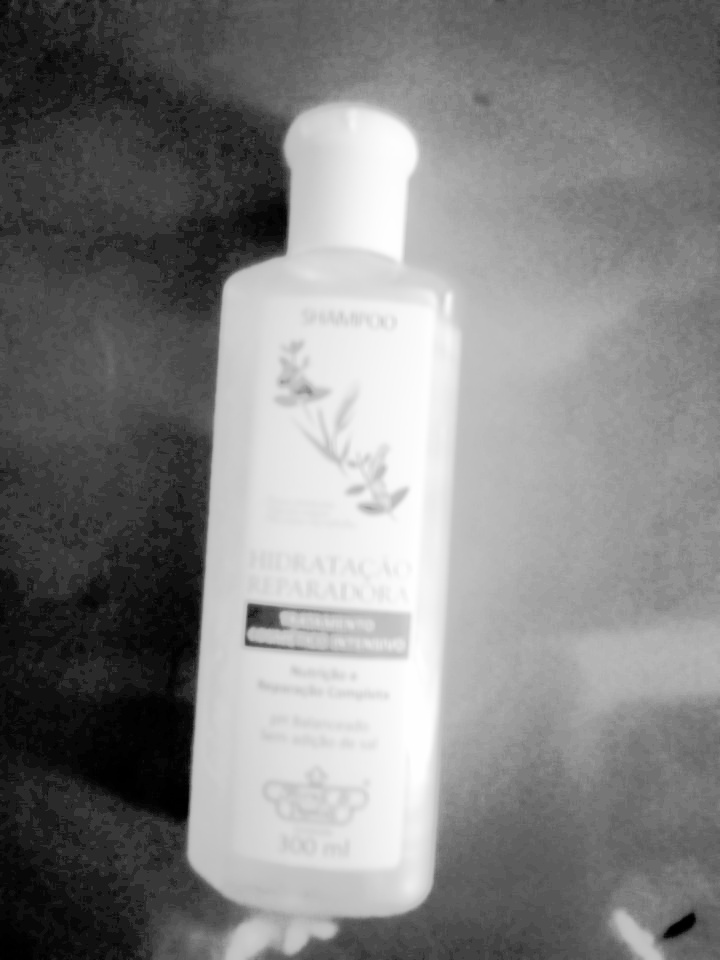 SHAMPOO
HIDRATAÇÃO
REPARADORA
TRATAMENTO
COSMÉTICO INTENSIVO
Nutrição e
Reparação Completa
pH Balanceado
sem adição de sal
300 ml